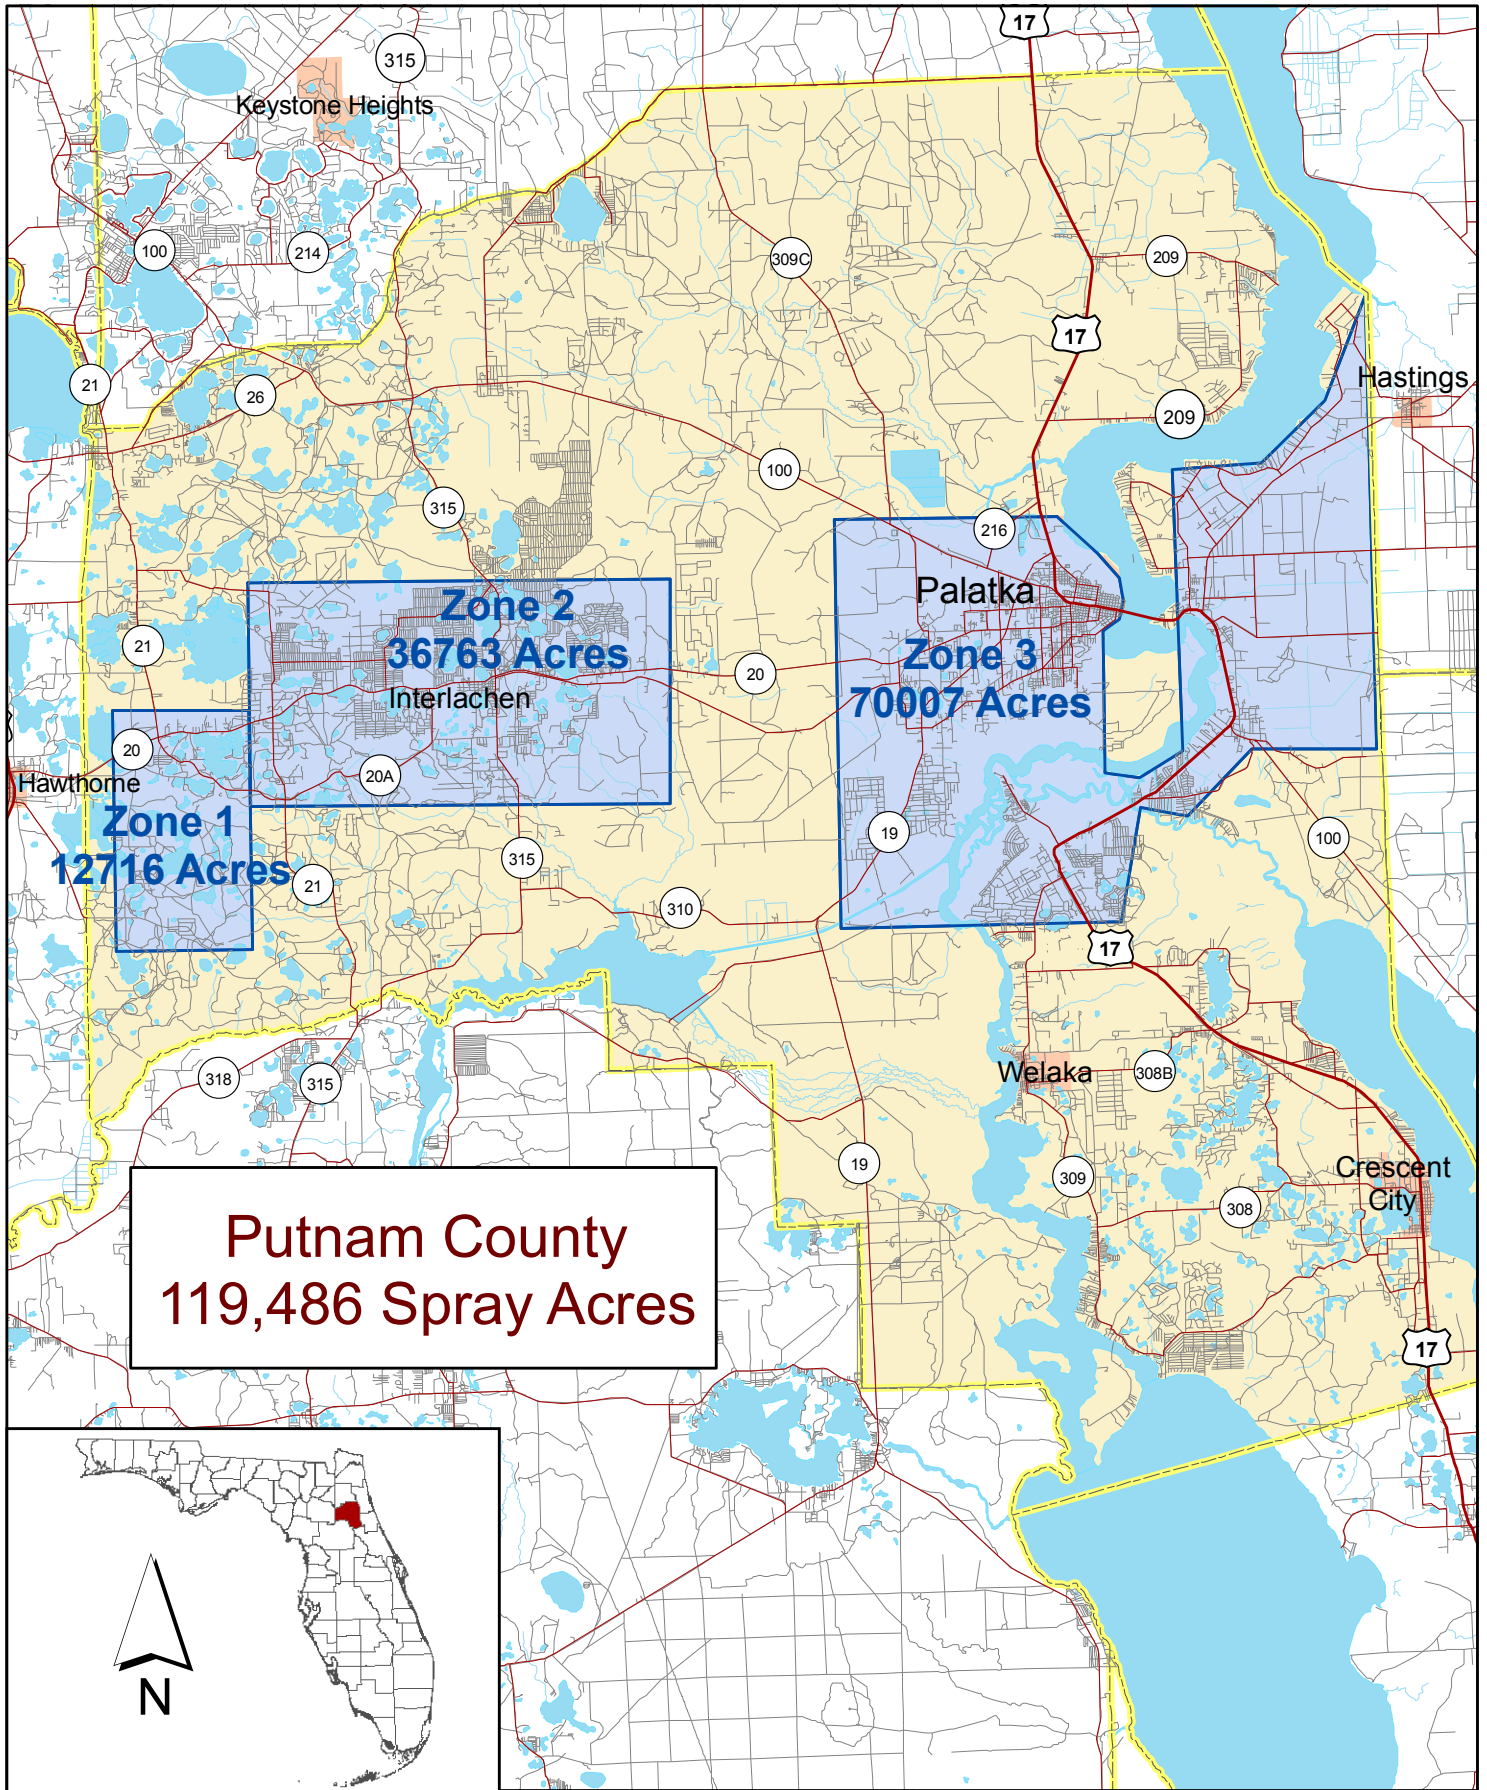 17
315
Keystone Heights
100
214
309C
209
17
21
26
Hastings
209
100
315
216
Palatka
Zone 2
36763 Acres
Interlachen
21
20
Zone 3
70007 Acres
20
20A
Hawthorne
Zone 1
12716 Acres
19
100
315
21
310
17
318
315
Welaka
308B
19
309
308
Crescent
City
Putnam County
119,486 Spray Acres
17
N